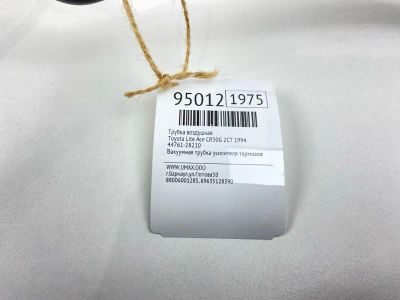 95012 1975
Трубка воздушная
Toyota Lite Ace CR30G 2CT 1994
44761-28210
Вакуумная трубка усилителя тормозов
WWW.UMAX.ООО
г.Барнаул,ул.Попова59
88006001285,89635128390